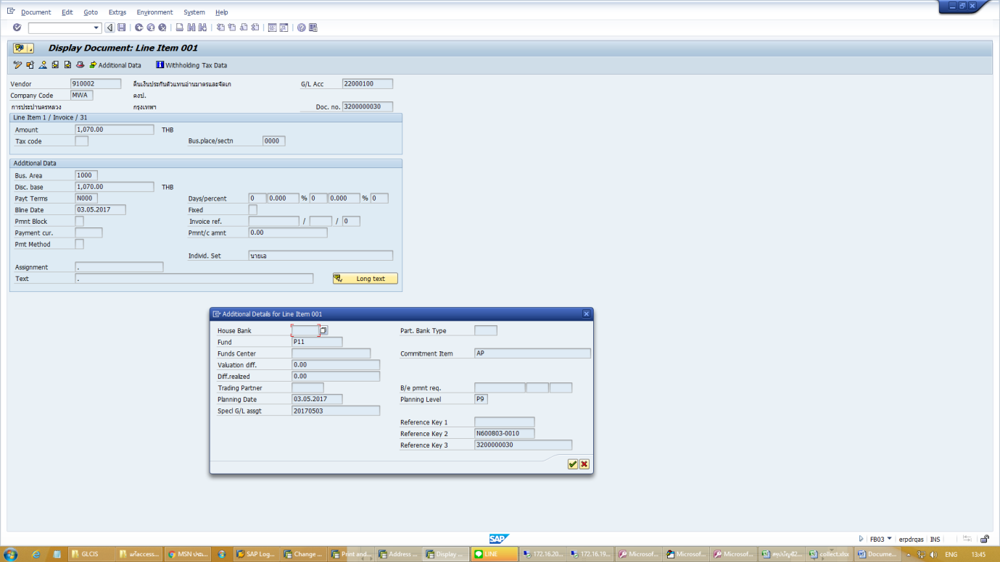 Document Edit Goto Extras Environment System Help
Display Document: Line Item 001
Additional Data Withholding Tax Data
Vendor 910002 คืนเงินประกันตัวแทนอ่านมาตรและจัดเก G/L Acc 22000100
Company Code MWA คงป.
การประปานครหลวง กรุงเทพฯ Doc. no. 3200000030
Line Item 1 / Invoice / 31
Amount 1,070.00 THB
Tax code Bus.place/sectn 0000
Additional Data
Bus. Area 1000
Disc. base 1,070.00 THB
Payt Terms N000 Days/percent 0 0.000 % 0 0.000 % 0
Bline Date 03.05.2017 Fixed
Pmnt Block Invoice ref. / / 0
Payment cur. Pmnt/c amnt 0.00
Pmt Method
Individ. Set นายเอ
Assignment .
Text . Long text
Additional Details for Line Item 001
House Bank Part. Bank Type
Fund P11
Funds Center Commitment Item AP
Valuation diff. 0.00
Diff.realized 0.00
Trading Partner B/e pmnt req.
Planning Date 03.05.2017 Planning Level P9
Specl G/L assgt 20170503
Reference Key 1
Reference Key 2 N600803-0010
Reference Key 3 3200000030
SAP FB03 erpdrqas INS
GLCIS แก้access... MSN ประ... SAP Log... Change ... Print and... Address ... Display ... LINE 172.16.20... 172.16.19... Microsof... Microsof... Microsof... สรุปบัญชี2... collect.xlsx Docume... ENG 13:45